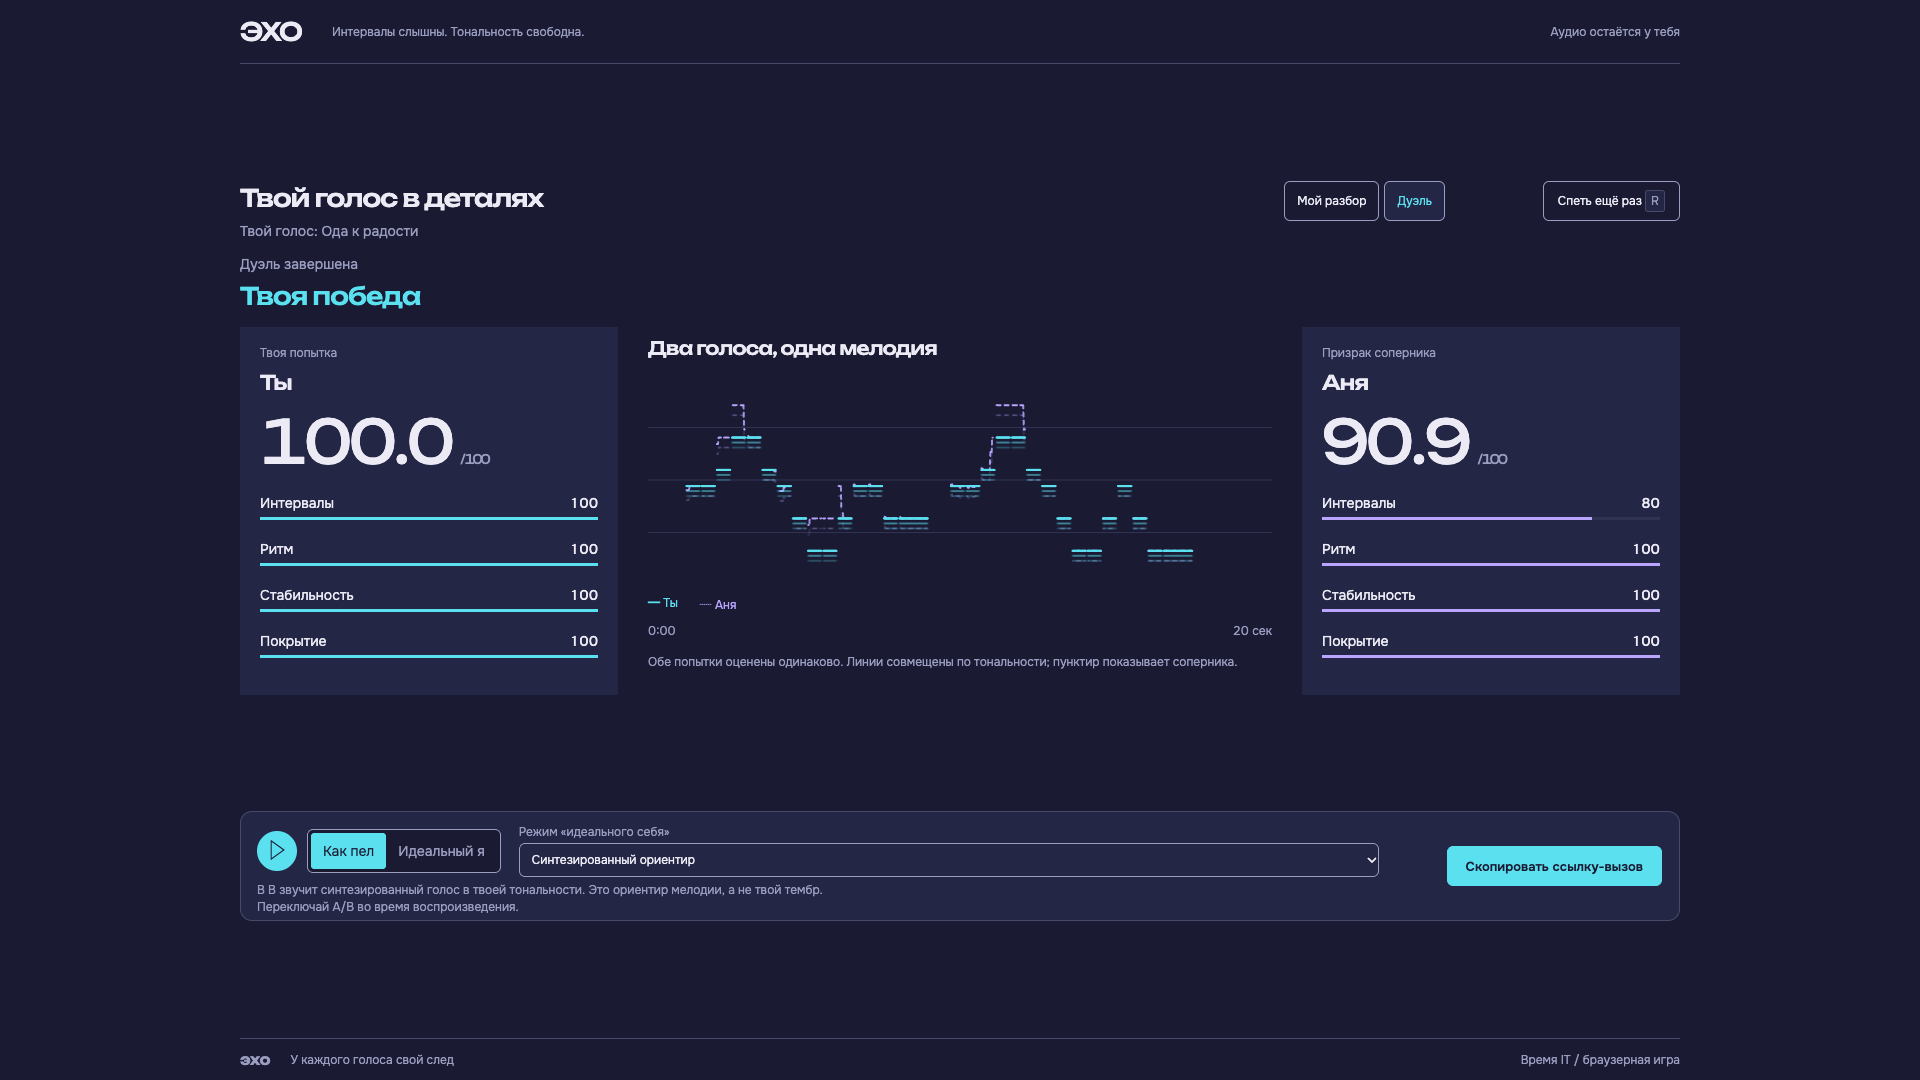 эхо
Интервалы слышны. Тональность свободна.
Аудио остаётся у тебя
Твой голос в деталях
Твой голос: Ода к радости
Мой разбор
Дуэль
Спеть ещё раз R
Дуэль завершена
Твоя победа
Твоя попытка
Ты
100.0 /100
Интервалы 100
Ритм 100
Стабильность 100
Покрытие 100
Два голоса, одна мелодия
Ты
Аня
0:00
20 сек
Обе попытки оценены одинаково. Линии совмещены по тональности; пунктир показывает соперника.
Призрак соперника
Аня
90.9 /100
Интервалы 80
Ритм 100
Стабильность 100
Покрытие 100
Как пел
Идеальный я
Режим «идеального себя»
Синтезированный ориентир
Скопировать ссылку-вызов
В B звучит синтезированный голос в твоей тональности. Это ориентир мелодии, а не твой тембр.
Переключай A/B во время воспроизведения.
эхо
У каждого голоса свой след
Время IT / браузерная игра